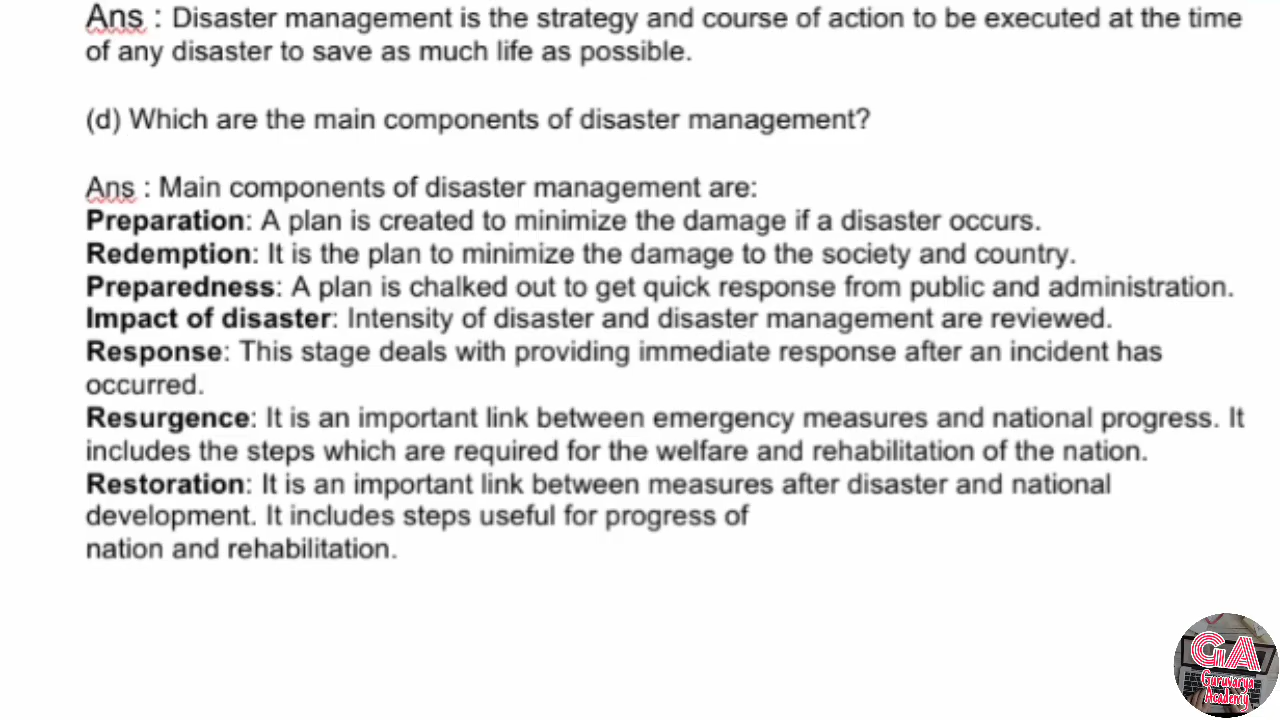 Ans : Disaster management is the strategy and course of action to be executed at the time
of any disaster to save as much life as possible.
(d) Which are the main components of disaster management?
Ans : Main components of disaster management are:
Preparation: A plan is created to minimize the damage if a disaster occurs.
Redemption: It is the plan to minimize the damage to the society and country.
Preparedness: A plan is chalked out to get quick response from public and administration.
Impact of disaster: Intensity of disaster and disaster management are reviewed.
Response: This stage deals with providing immediate response after an incident has
occurred.
Resurgence: It is an important link between emergency measures and national progress. It
includes the steps which are required for the welfare and rehabilitation of the nation.
Restoration: It is an important link between measures after disaster and national
development. It includes steps useful for progress of
nation and rehabilitation.
GA
Guruvarya
Academy